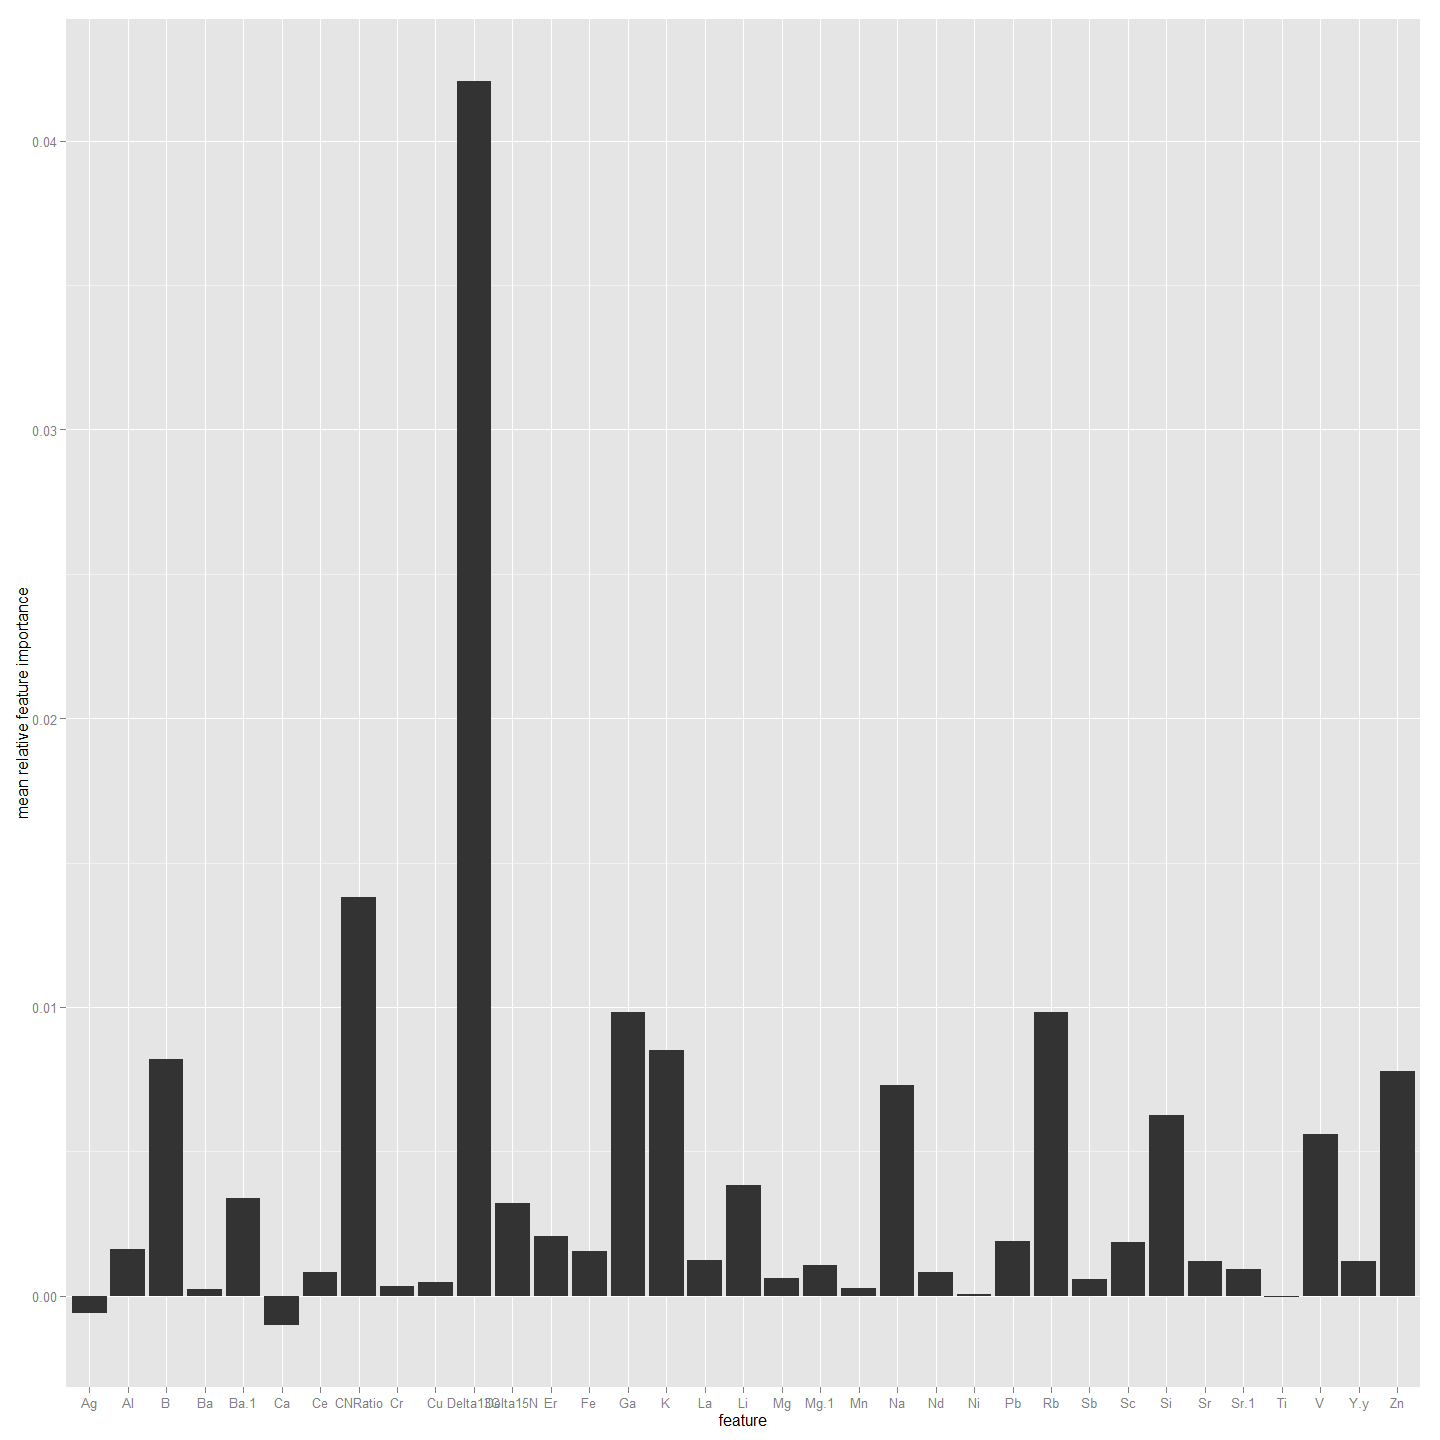 0.04
0.03
0.02
0.01
0.00
mean relative feature importance
Ag Al B Ba Ba.1 Ca Ce CNRatio Cr Cu Delta13C Delta15N Er Fe Ga K La Li Mg Mg.1 Mn Na Nd Ni Pb Rb Sb Sc Si Sr Sr.1 Ti V Y.y Zn
feature